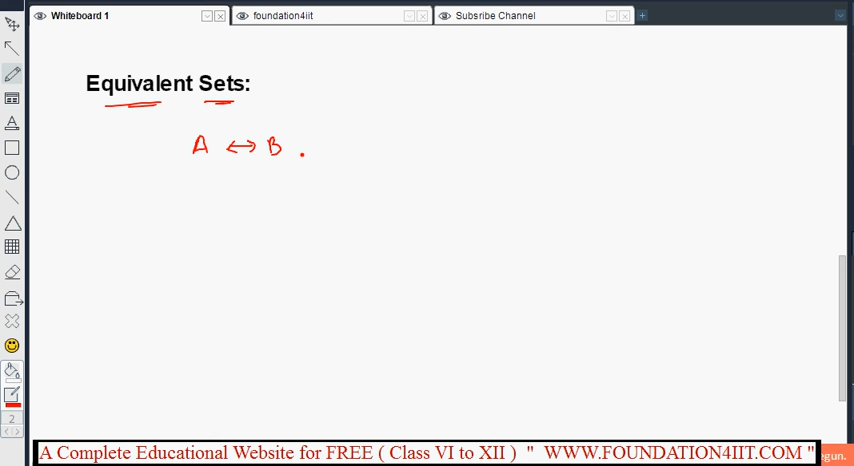 Whiteboard 1
foundation4iit
Subsribe Channel
Equivalent Sets:
A ↔ B .
2
A Complete Educational Website for FREE ( Class VI to XII ) " WWW.FOUNDATION4IIT.COM "
egun.